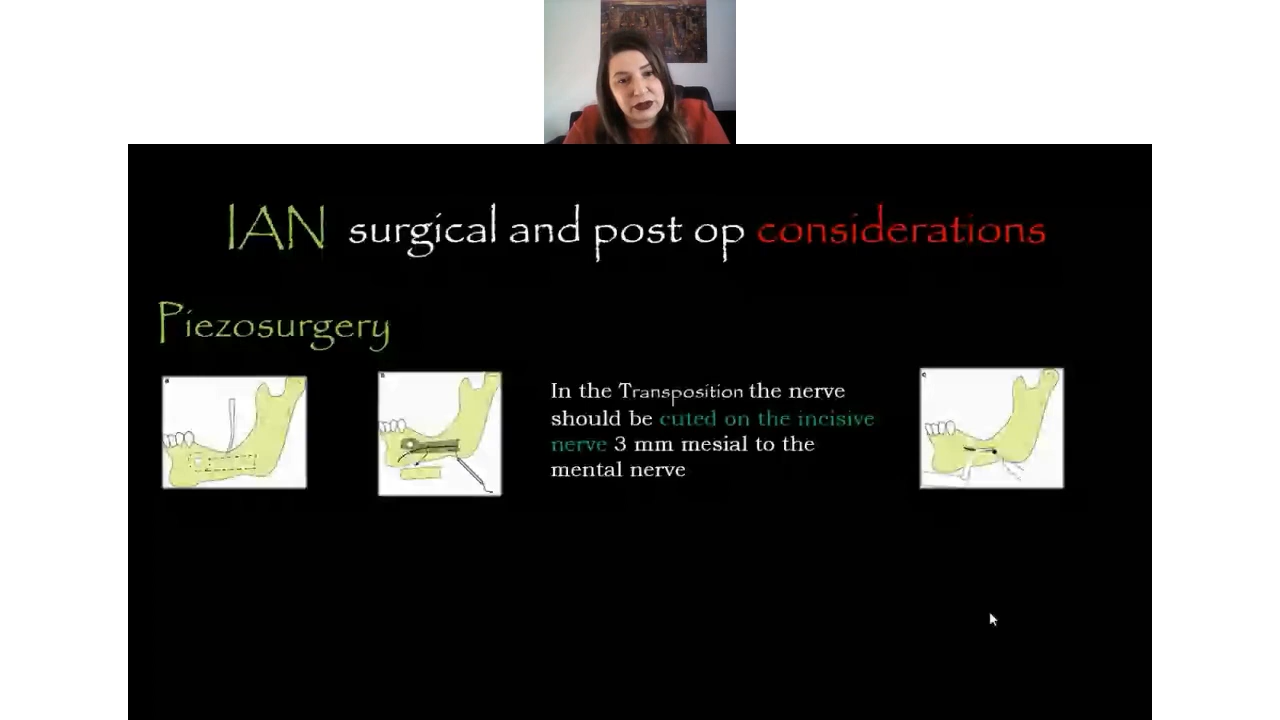 IAN surgical and post op considerations
Piezosurgery
In the Transposition the nerve
should be cuted on the incisive
nerve 3 mm mesial to the
mental nerve